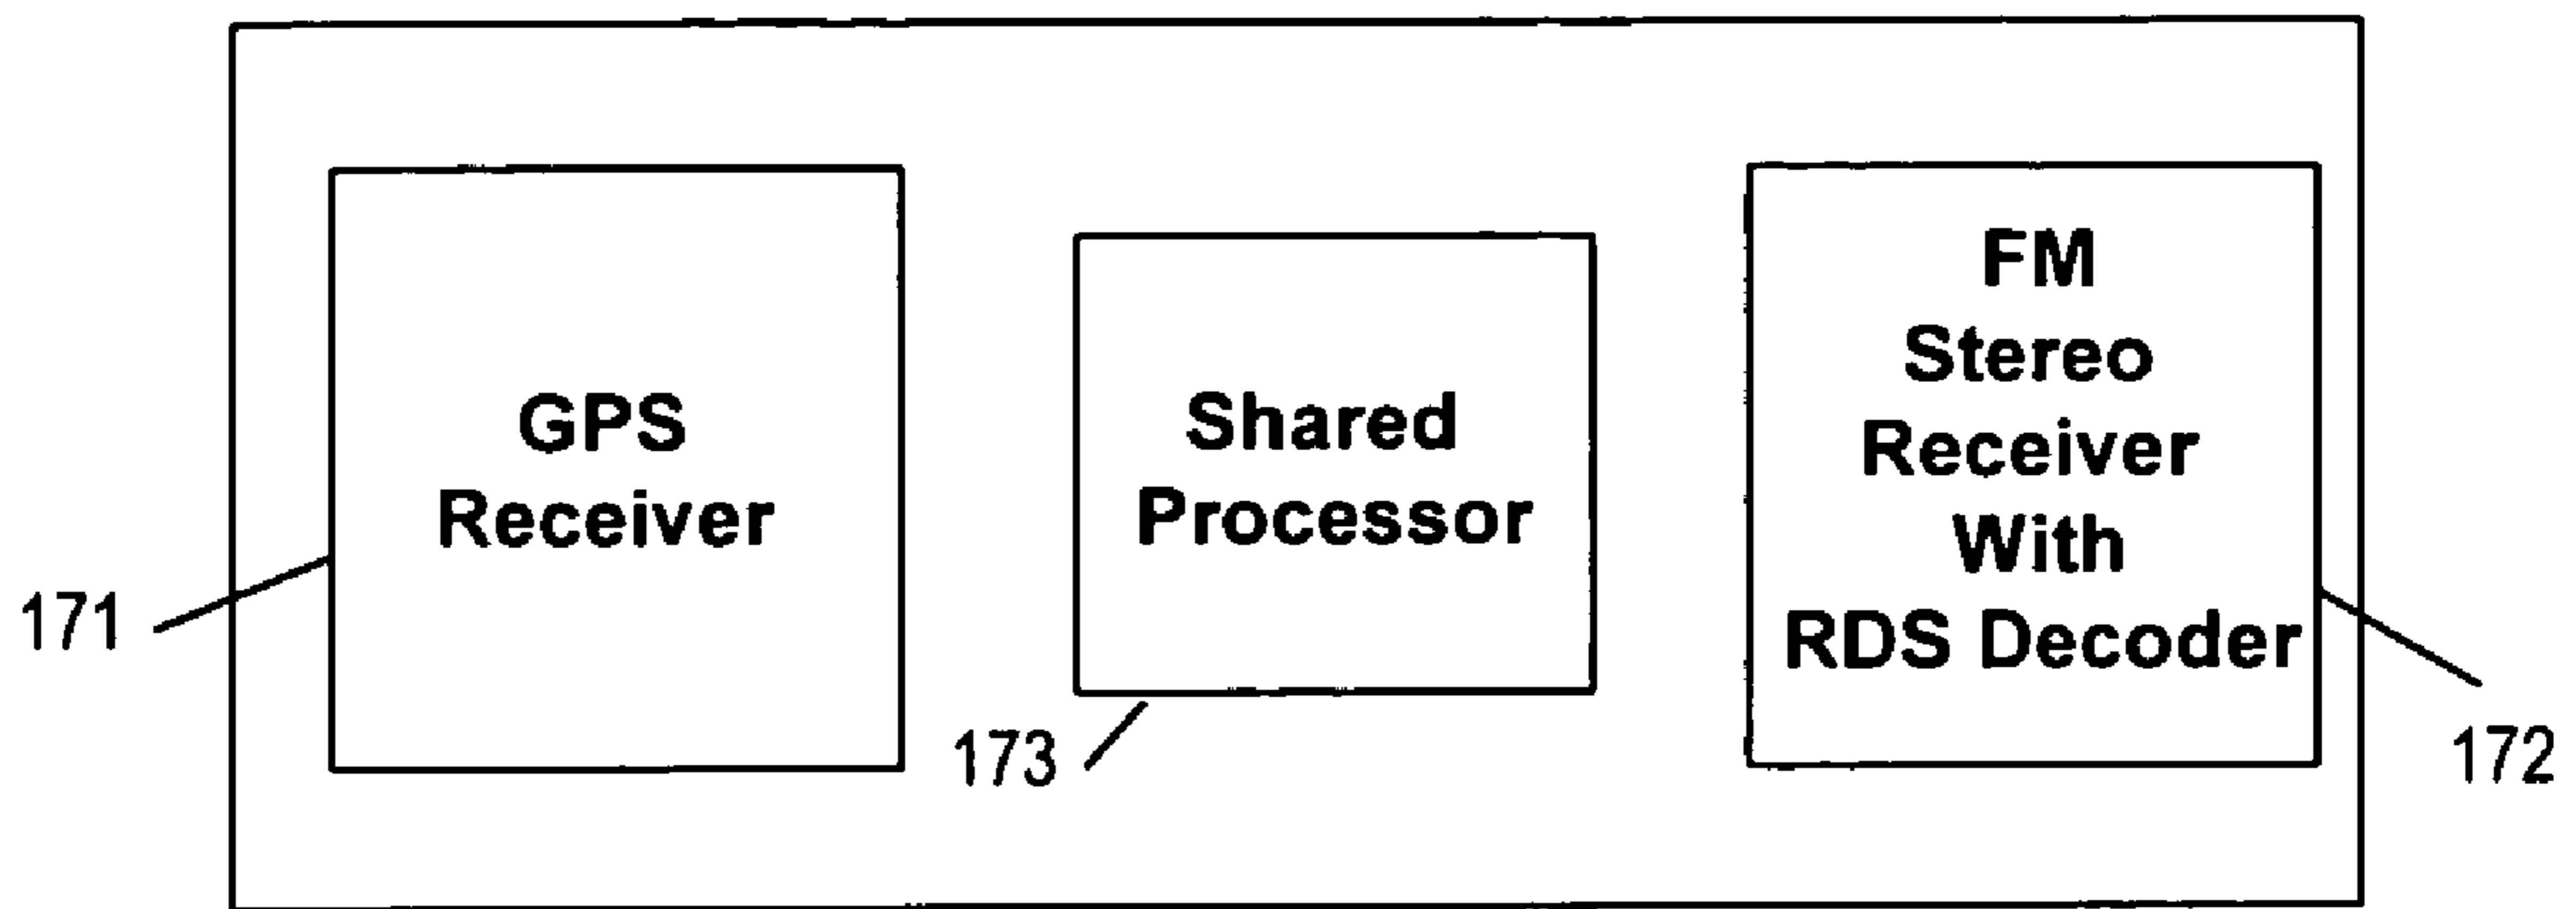 GPS
Receiver
171
Shared
Processor
173
FM
Stereo
Receiver
With
RDS Decoder
172